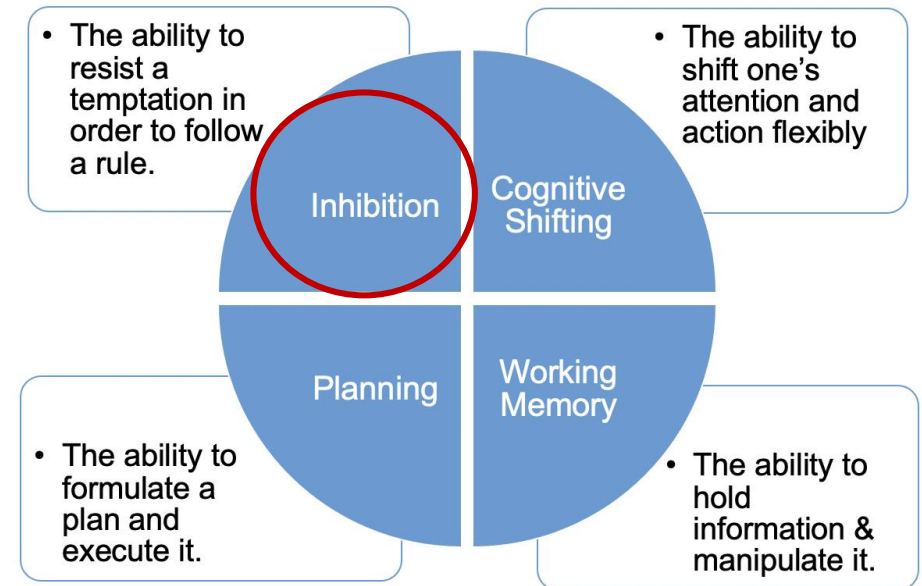 • The ability to
resist a
temptation in
order to follow
a rule.
• The ability to
shift one's
attention and
action flexibly
Inhibition
Cognitive
Shifting
Planning
Working
Memory
• The ability to
formulate a
plan and
execute it.
• The ability to
hold
information &
manipulate it.